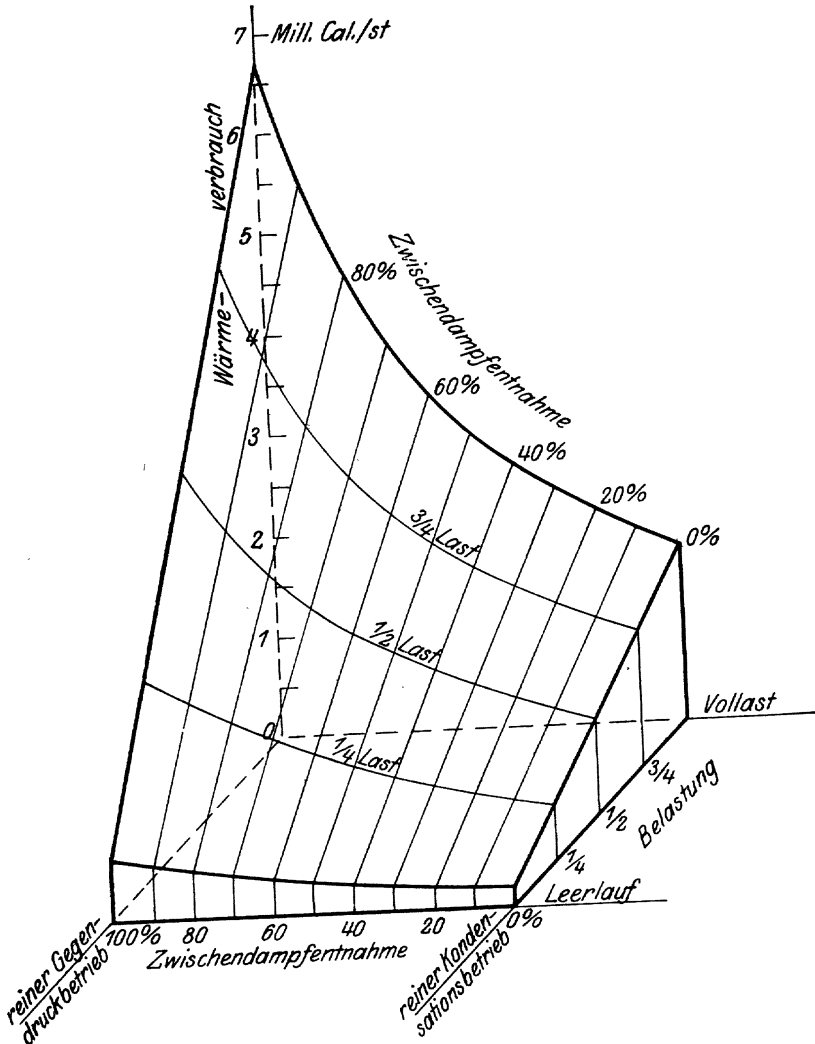 7 Mill. Cal./st
Wärme-verbrauch
6
5
4
3
2
1
0
Zwischendampfentnahme
80%
60%
40%
20%
0%
3/4 Last
1/2 Last
1/4 Last
Vollast
3/4
1/2
1/4
Belastung
Leerlauf
100% 80 60 40 20 0%
Zwischendampfentnahme
reiner Gegen-
druckbetrieb
reiner Konden-
sationsbetrieb